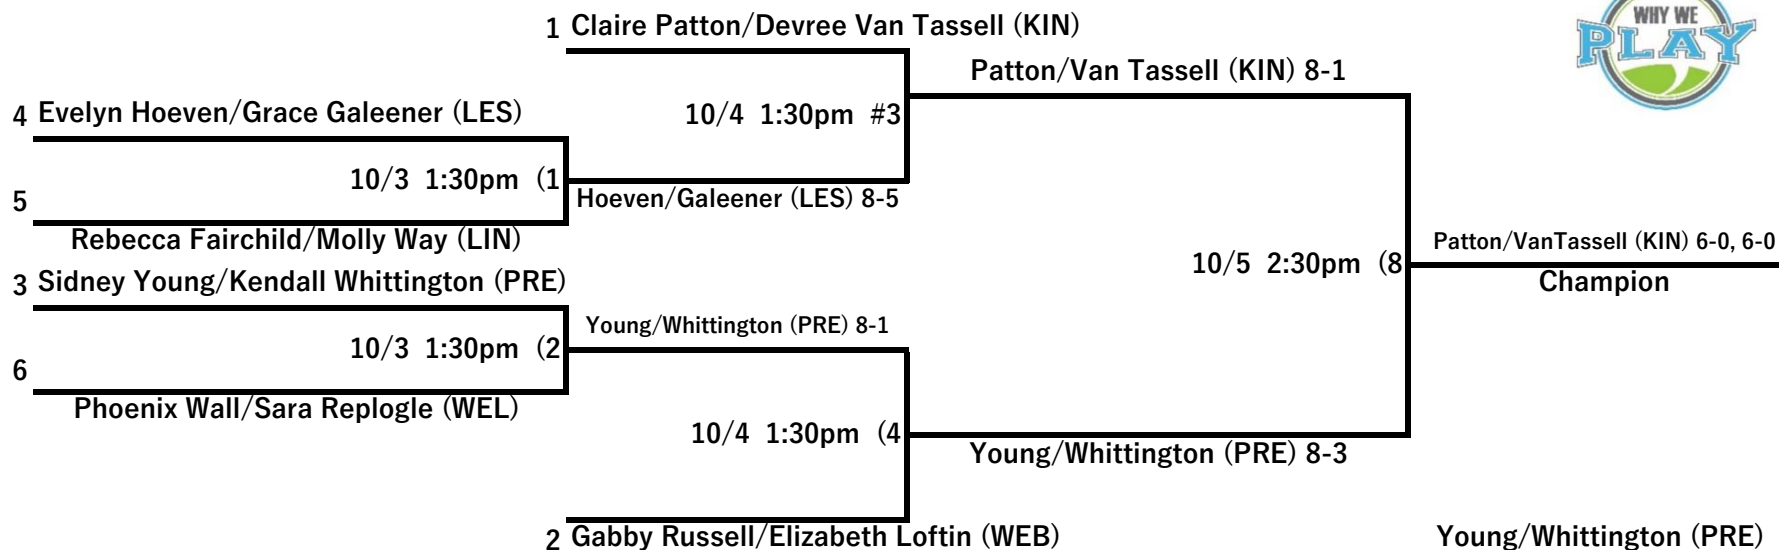 1 Claire Patton/Devree Van Tassell (KIN)
WHY WE
PLAY
Patton/Van Tassell (KIN) 8-1
4 Evelyn Hoeven/Grace Galeener (LES)
10/4 1:30pm #3
10/3 1:30pm (1
5
Hoeven/Galeener (LES) 8-5
Rebecca Fairchild/Molly Way (LIN)
Patton/VanTassell (KIN) 6-0, 6-0
10/5 2:30pm (8
3 Sidney Young/Kendall Whittington (PRE)
Champion
Young/Whittington (PRE) 8-1
10/3 1:30pm (2
6
Phoenix Wall/Sara Replogle (WEL)
10/4 1:30pm (4
Young/Whittington (PRE) 8-3
2 Gabby Russell/Elizabeth Loftin (WEB)
Young/Whittington (PRE)